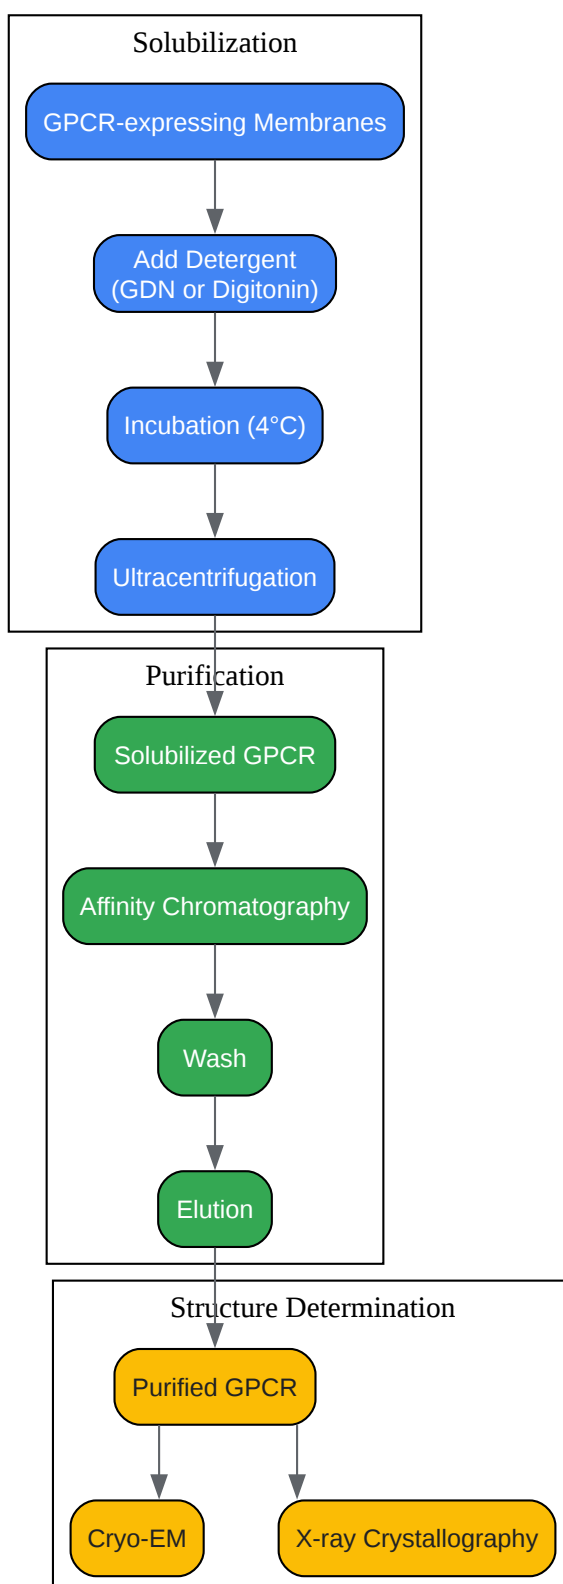 Solubilization
GPCR-expressing Membranes
Add Detergent
(GDN or Digitonin)
Incubation (4°C)
Ultracentrifugation
Purification
Solubilized GPCR
Affinity Chromatography
Wash
Elution
Structure Determination
Purified GPCR
Cryo-EM
X-ray Crystallography